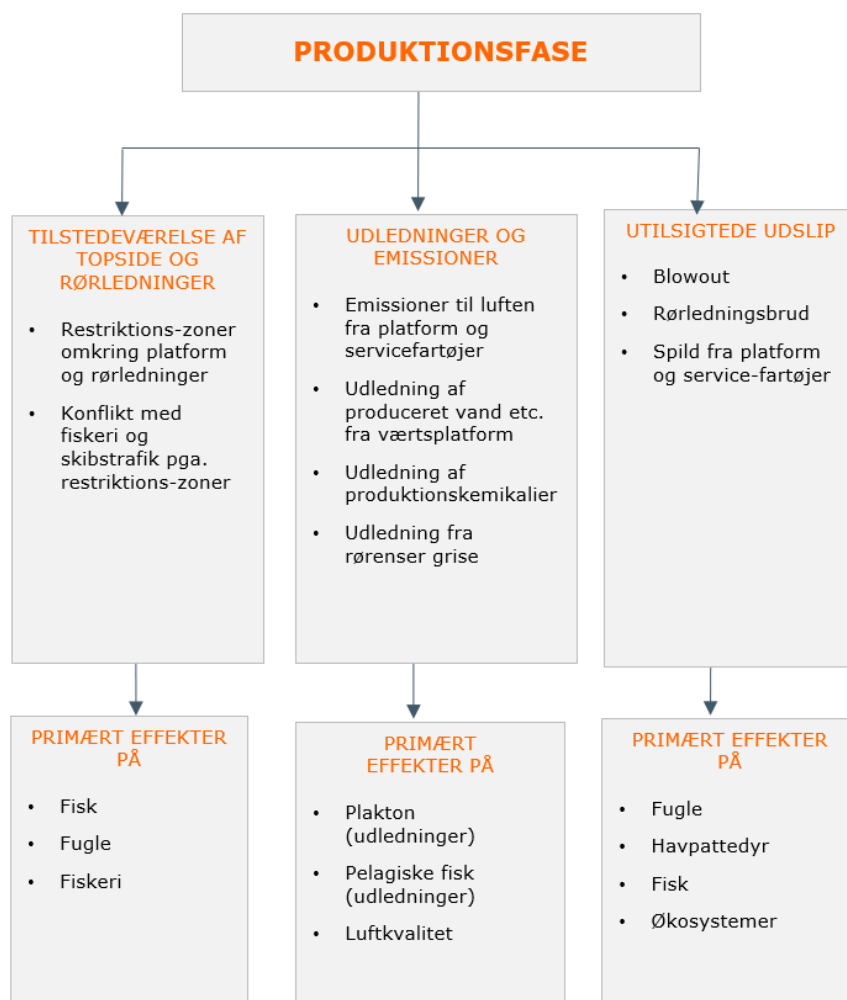 PRODUKTIONSFASE
TILSTEDEVÆRELSE AF
TOPSIDE OG
RØRLEDNINGER
• Restriktions-zoner
omkring platform
og rørledninger
• Konflikt med
fiskeri og
skibstrafik pga.
restriktions-zoner
UDLEDNINGER OG
EMISSIONER
• Emissioner til luften
fra platform og
servicefartøjer
• Udledning af
produceret vand etc.
fra værtsplatform
• Udledning af
produktionskemikalier
• Udledning fra
rørenser grise
UTILSIGTEDE UDSLIP
• Blowout
• Rørledningsbrud
• Spild fra platform
og service-fartøjer
PRIMÆRT EFFEKTER
PÅ
• Fisk
• Fugle
• Fiskeri
PRIMÆRT
EFFEKTER PÅ
• Plakton
(udledninger)
• Pelagiske fisk
(udledninger)
• Luftkvalitet
PRIMÆRT EFFEKTER
PÅ
• Fugle
• Havpattedyr
• Fisk
• Økosystemer